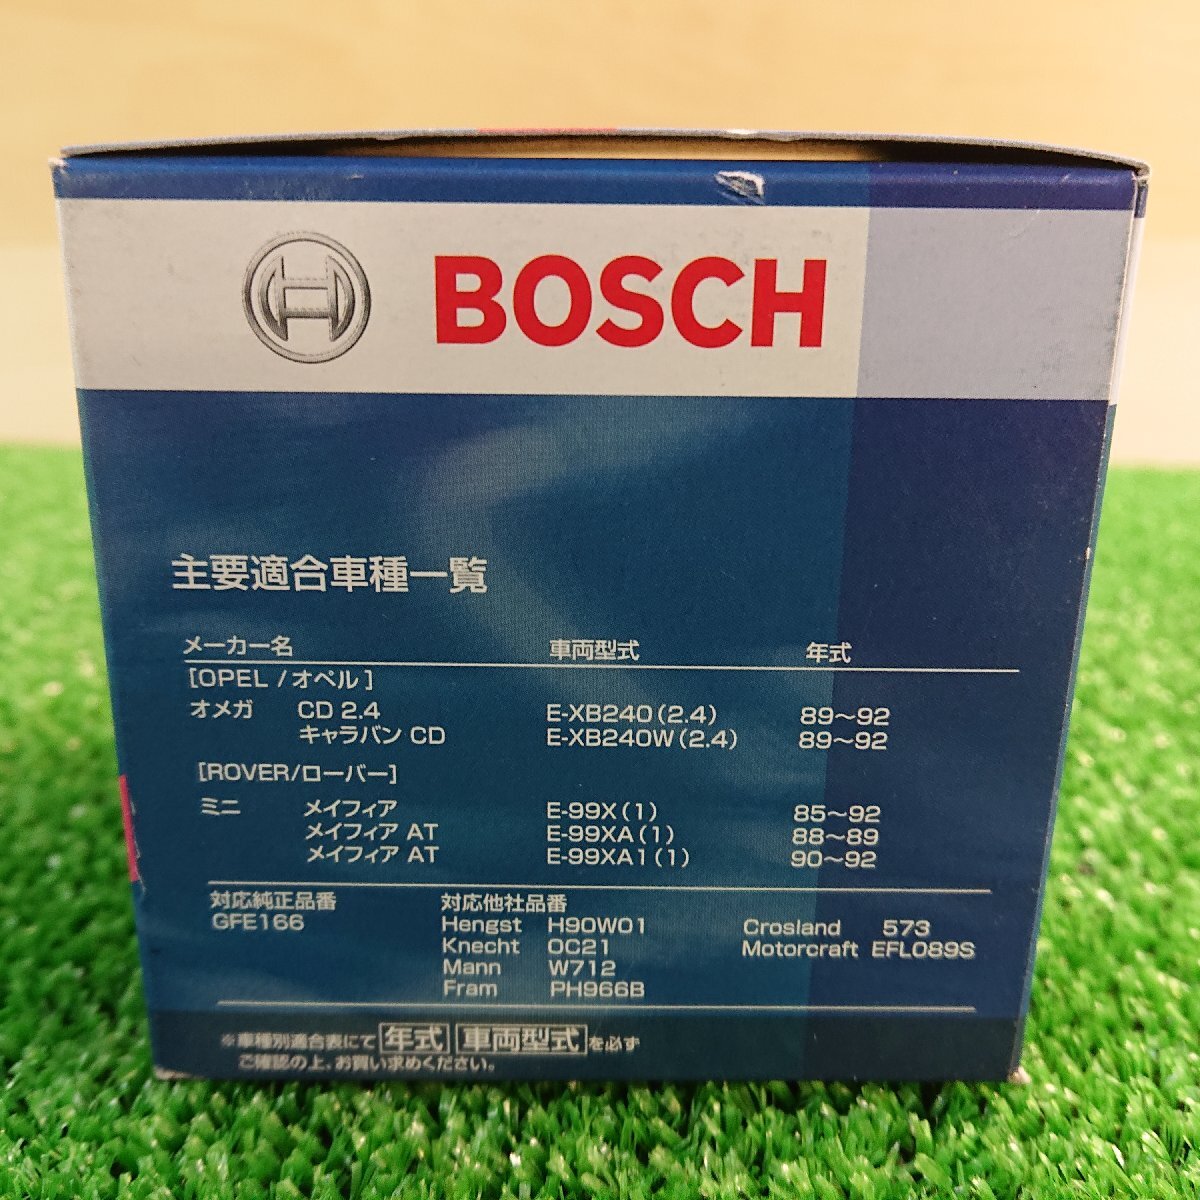 BOSCH
主要適合車種一覧
メーカー名 車両型式 年式
[OPEL /オペル]
オメガ CD 2.4 E-XB240(2.4) 89〜92
キャラバン CD E-XB240W(2.4) 89〜92
[ROVER/ローバー]
ミニ メイフィア E-99X(1) 85〜92
メイフィア AT E-99XA(1) 88〜89
メイフィア AT E-99XA1(1) 90〜92
対応純正品番 対応他社品番
GFE166 Hengst H90W01 Crosland 573
Knecht OC21 Motorcraft EFL089S
Mann W712
Fram PH966B
※車種別適合表にて 年式 車両型式 を必ず
ご確認の上、お買い求めください。